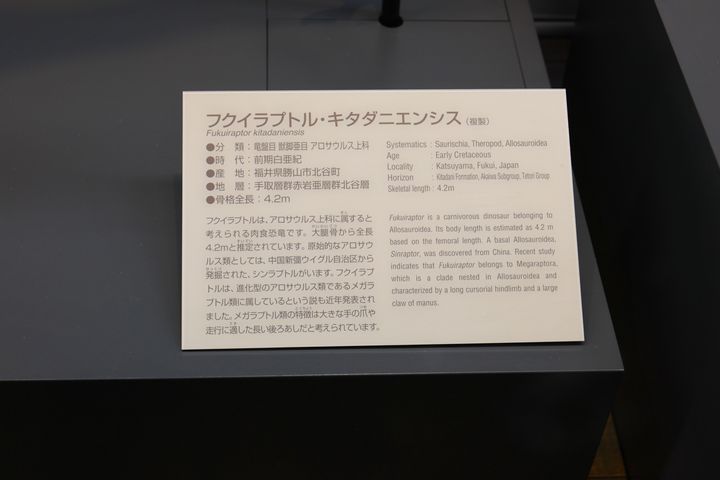 フクイラプトル・キタダニエンシス(複製)
Fukuiraptor kitadaniensis
●分　類：竜盤目 獣脚亜目 アロサウルス上科
●時　代：前期白亜紀
●産　地：福井県勝山市北谷町
●地　層：手取層群赤岩亜層群北谷層
●骨格全長：4.2m
フクイラプトルは、アロサウルス上科に属すると
考えられる肉食恐竜です。大腿骨から全長
4.2mと推定されています。原始的なアロサウ
ルス類としては、中国新疆ウイグル自治区から
発掘された、シンラプトルがいます。フクイラプ
トルは、進化型のアロサウルス類であるメガラ
プトル類に属しているという説も近年発表され
ました。メガラプトル類の特徴は大きな手の爪や
走行に適した長い後ろあしだと考えられています。
Systematics : Saurischia, Theropod, Allosauroidea
Age : Early Cretaceous
Locality : Katsuyama, Fukui, Japan
Horizon : Kitadani Formation, Akaiwa Subgroup, Tetori Group
Skeletal length : 4.2m
Fukuiraptor is a carnivorous dinosaur belonging to
Allosauroidea. Its body length is estimated as 4.2 m
based on the femoral length. A basal Allosauroidea,
Sinraptor, was discovered from China. Recent study
indicates that Fukuiraptor belongs to Megaraptora,
which is a clade nested in Allosauroidea and
characterized by a long cursorial hindlimb and a large
claw of manus.